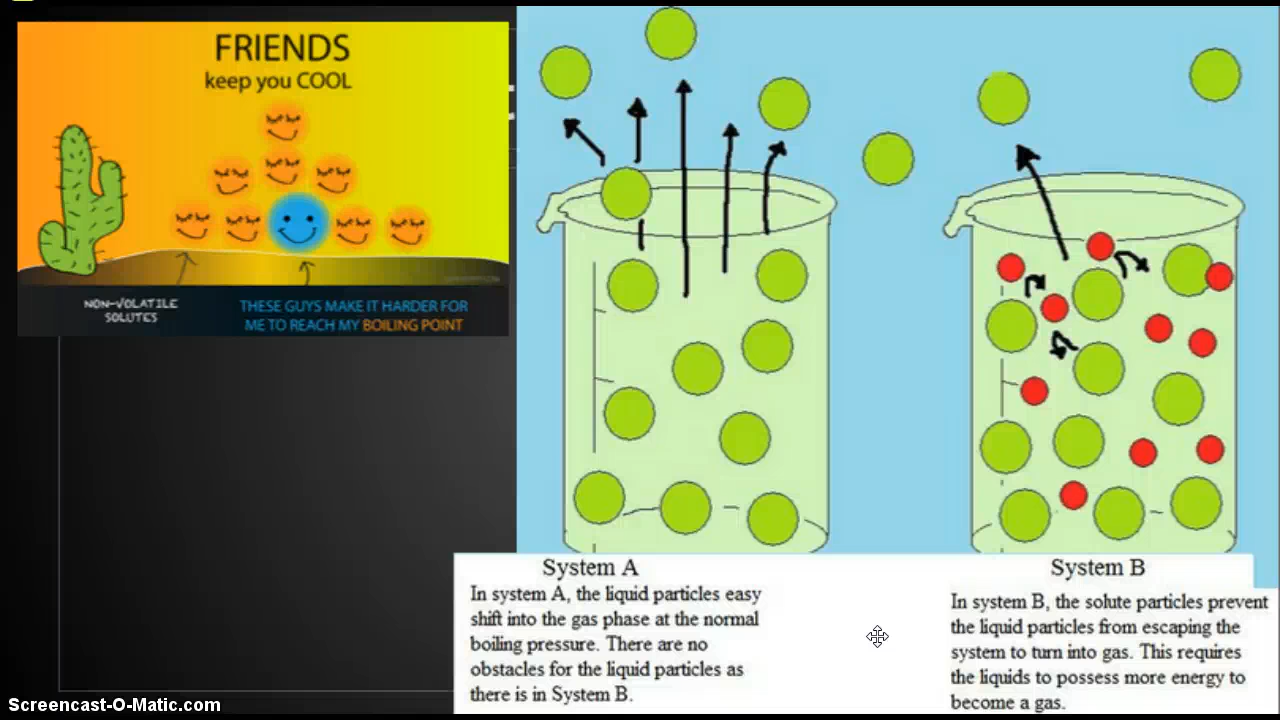 FRIENDS
keep you COOL
NON-VOLATILE
SOLUTES
THESE GUYS MAKE IT HARDER FOR
ME TO REACH MY BOILING POINT
System A
In system A, the liquid particles easy
shift into the gas phase at the normal
boiling pressure. There are no
obstacles for the liquid particles as
there is in System B.
System B
In system B, the solute particles prevent
the liquid particles from escaping the
system to turn into gas. This requires
the liquids to possess more energy to
become a gas.
Screencast-O-Matic.com